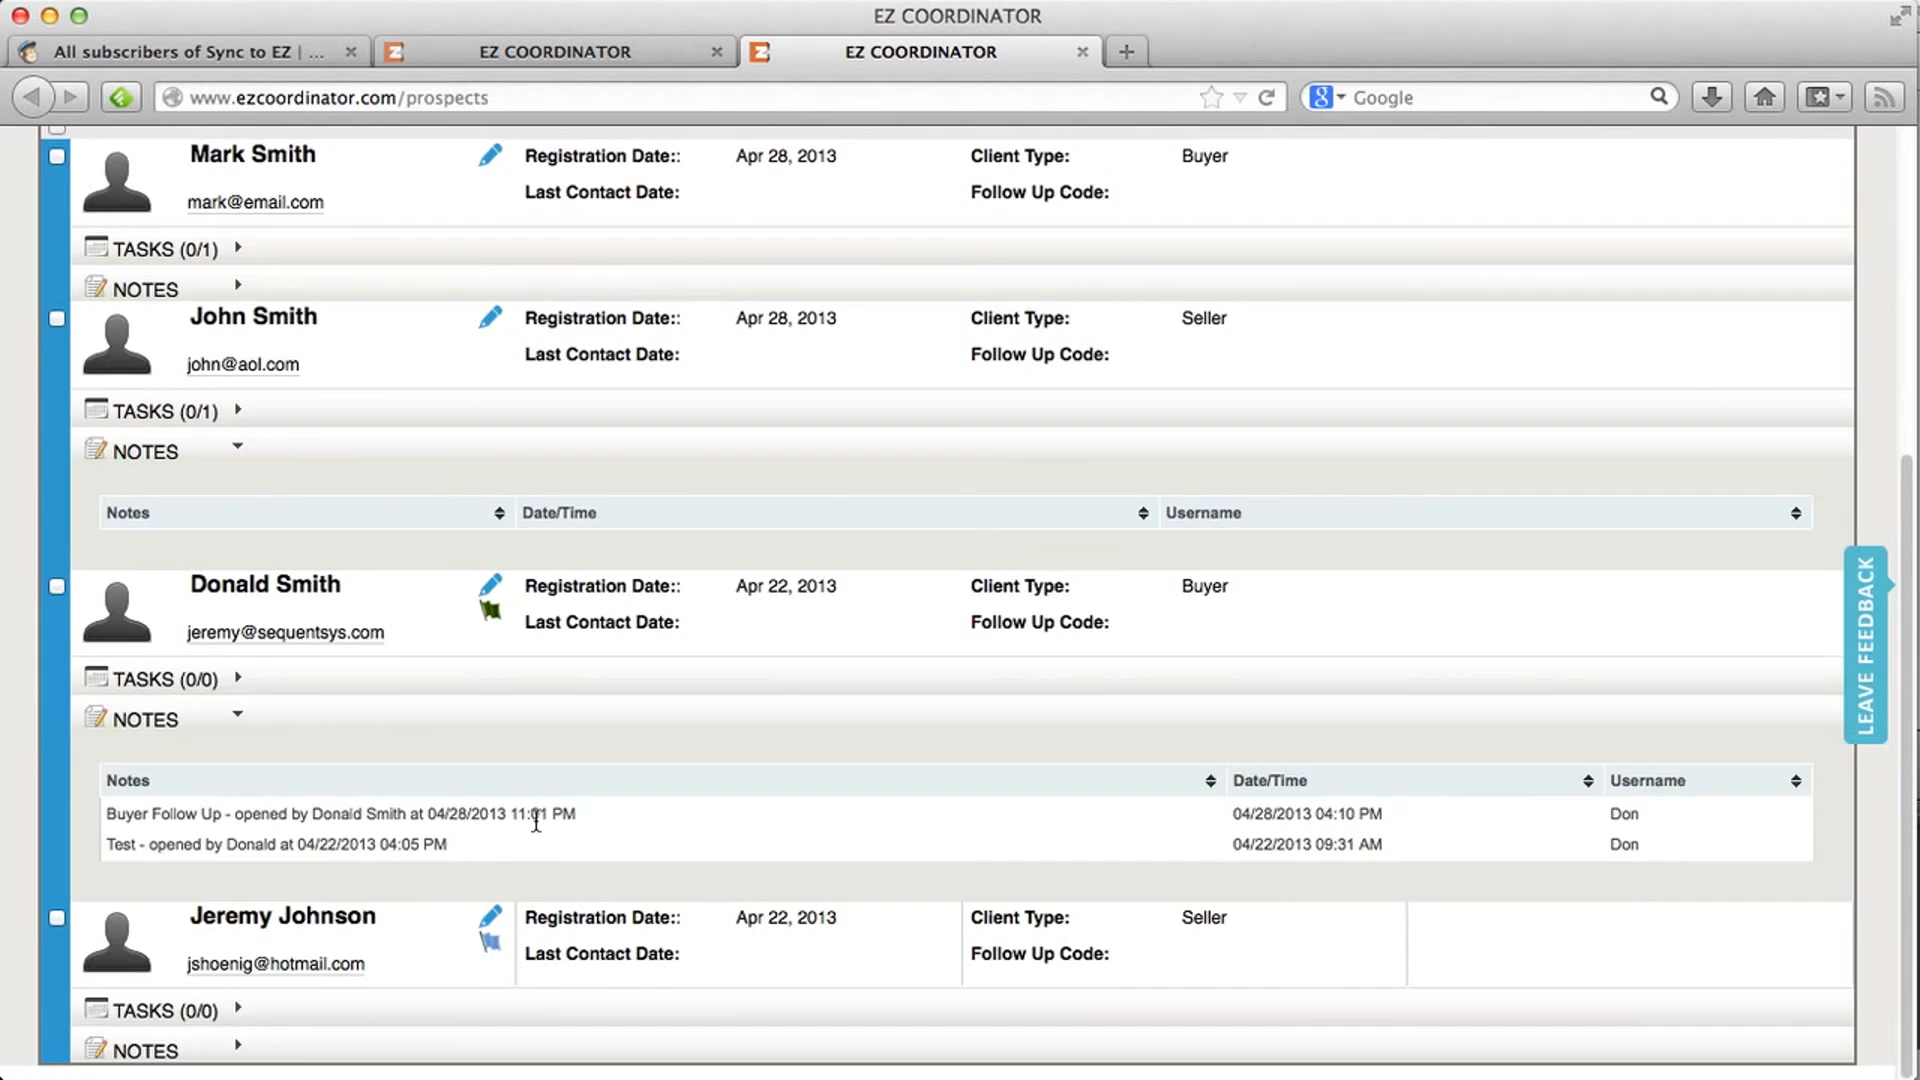 EZ COORDINATOR
All subscribers of Sync to EZ | ...
EZ COORDINATOR
EZ COORDINATOR
www.ezcoordinator.com/prospects
Google
Mark Smith
Registration Date::
Apr 28, 2013
Client Type:
Buyer
mark@email.com
Last Contact Date:
Follow Up Code:
TASKS (0/1)
NOTES
John Smith
Registration Date::
Apr 28, 2013
Client Type:
Seller
john@aol.com
Last Contact Date:
Follow Up Code:
TASKS (0/1)
NOTES
Notes
Date/Time
Username
Donald Smith
Registration Date::
Apr 22, 2013
Client Type:
Buyer
jeremy@sequentsys.com
Last Contact Date:
Follow Up Code:
TASKS (0/0)
NOTES
Notes
Date/Time
Username
Buyer Follow Up - opened by Donald Smith at 04/28/2013 11:01 PM
04/28/2013 04:10 PM
Don
Test - opened by Donald at 04/22/2013 04:05 PM
04/22/2013 09:31 AM
Don
Jeremy Johnson
Registration Date::
Apr 22, 2013
Client Type:
Seller
jshoenig@hotmail.com
Last Contact Date:
Follow Up Code:
TASKS (0/0)
NOTES
LEAVE FEEDBACK